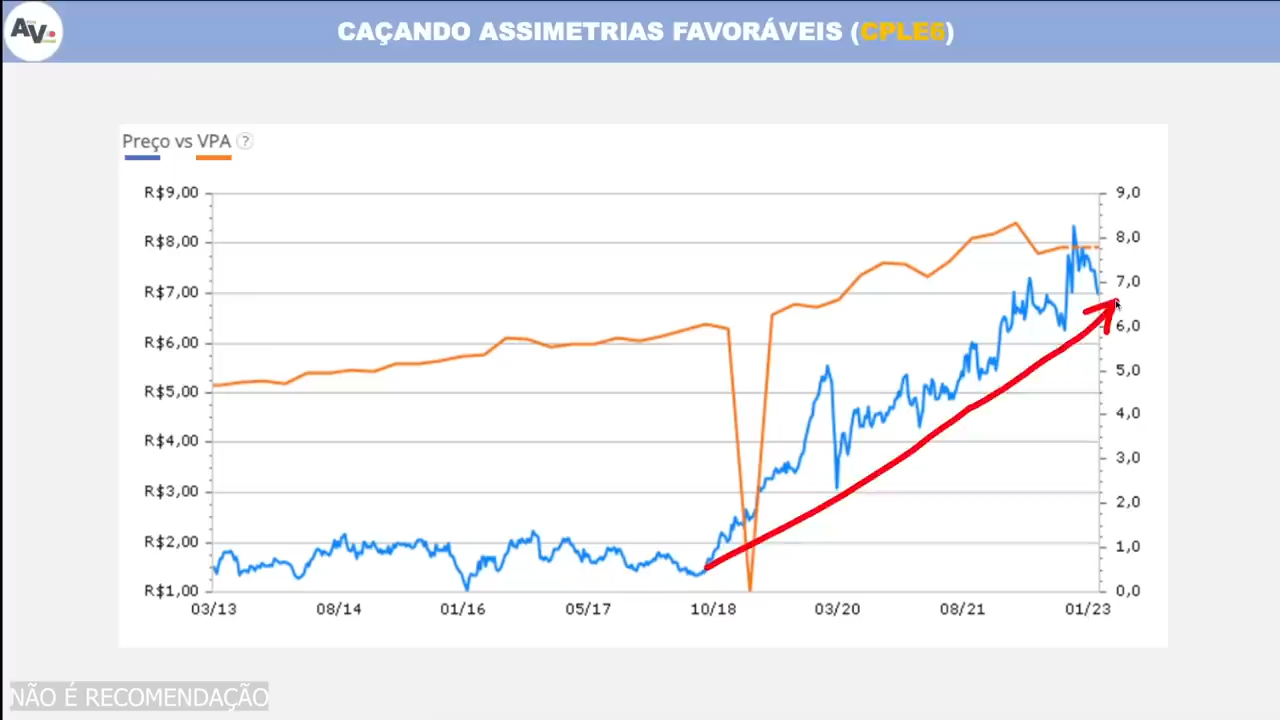 AV.
CAÇANDO ASSIMETRIAS FAVORÁVEIS (CPLE6)
Preço vs VPA ?
R$9,00
R$8,00
R$7,00
R$6,00
R$5,00
R$4,00
R$3,00
R$2,00
R$1,00
9,0
8,0
7,0
6,0
5,0
4,0
3,0
2,0
1,0
0,0
03/13 08/14 01/16 05/17 10/18 03/20 08/21 01/23
NÃO É RECOMENDAÇÃO